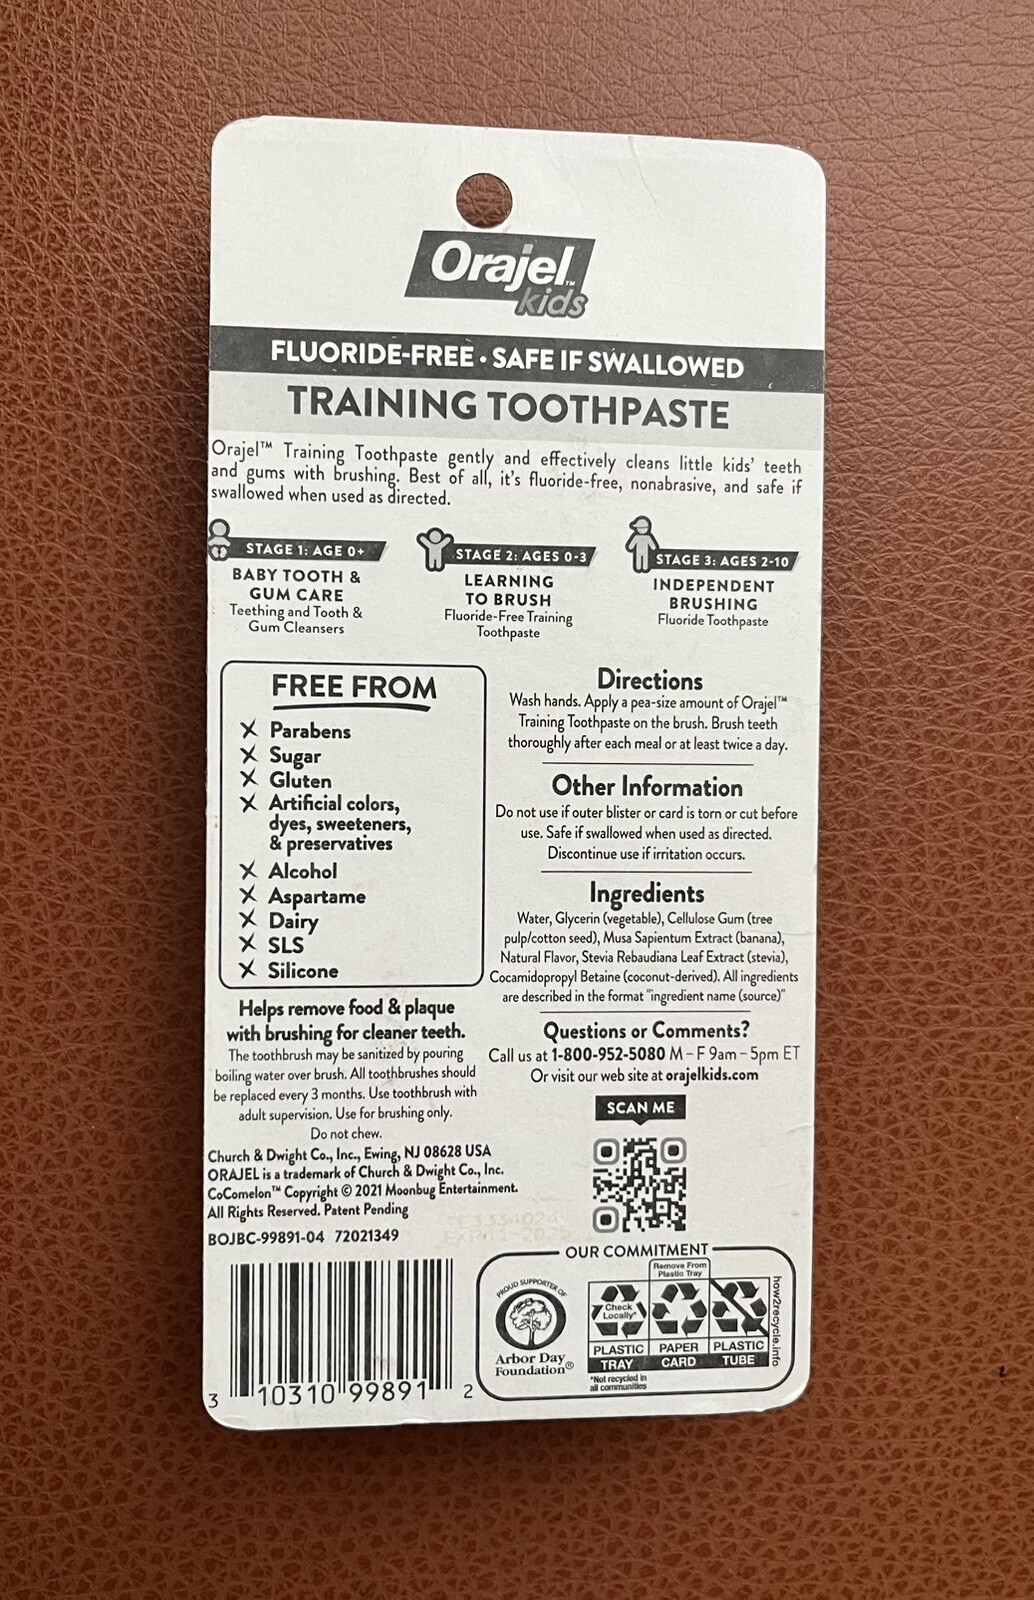 Orajel™
kids
FLUORIDE-FREE • SAFE IF SWALLOWED
TRAINING TOOTHPASTE
Orajel™ Training Toothpaste gently and effectively cleans little kids' teeth
and gums with brushing. Best of all, it's fluoride-free, nonabrasive, and safe if
swallowed when used as directed.
STAGE 1: AGE 0+
BABY TOOTH &
GUM CARE
Teething and Tooth &
Gum Cleansers
STAGE 2: AGES 0-3
LEARNING
TO BRUSH
Fluoride-Free Training
Toothpaste
STAGE 3: AGES 2-10
INDEPENDENT
BRUSHING
Fluoride Toothpaste
FREE FROM
X Parabens
X Sugar
X Gluten
X Artificial colors,
dyes, sweeteners,
& preservatives
X Alcohol
X Aspartame
X Dairy
X SLS
X Silicone
Helps remove food & plaque
with brushing for cleaner teeth.
The toothbrush may be sanitized by pouring
boiling water over brush. All toothbrushes should
be replaced every 3 months. Use toothbrush with
adult supervision. Use for brushing only.
Do not chew.
Church & Dwight Co., Inc., Ewing, NJ 08628 USA
ORAJEL is a trademark of Church & Dwight Co., Inc.
CoComelon™ Copyright © 2021 Moonbug Entertainment.
All Rights Reserved. Patent Pending
BOJBC-99891-04 72021349
3 10310 99891 2
Directions
Wash hands. Apply a pea-size amount of Orajel™
Training Toothpaste on the brush. Brush teeth
thoroughly after each meal or at least twice a day.
Other Information
Do not use if outer blister or card is torn or cut before
use. Safe if swallowed when used as directed.
Discontinue use if irritation occurs.
Ingredients
Water, Glycerin (vegetable), Cellulose Gum (tree
pulp/cotton seed), Musa Sapientum Extract (banana),
Natural Flavor, Stevia Rebaudiana Leaf Extract (stevia),
Cocamidopropyl Betaine (coconut-derived). All ingredients
are described in the format "ingredient name (source)"
Questions or Comments?
Call us at 1-800-952-5080 M – F 9am – 5pm ET
Or visit our web site at orajelkids.com
SCAN ME
OUR COMMITMENT
PROUD SUPPORTER OF
Arbor Day
Foundation®
Remove From
Plastic Tray
Check
Locally*
PLASTIC
TRAY
PAPER
CARD
PLASTIC
TUBE
*Not recycled in
all communities
how2recycle.info